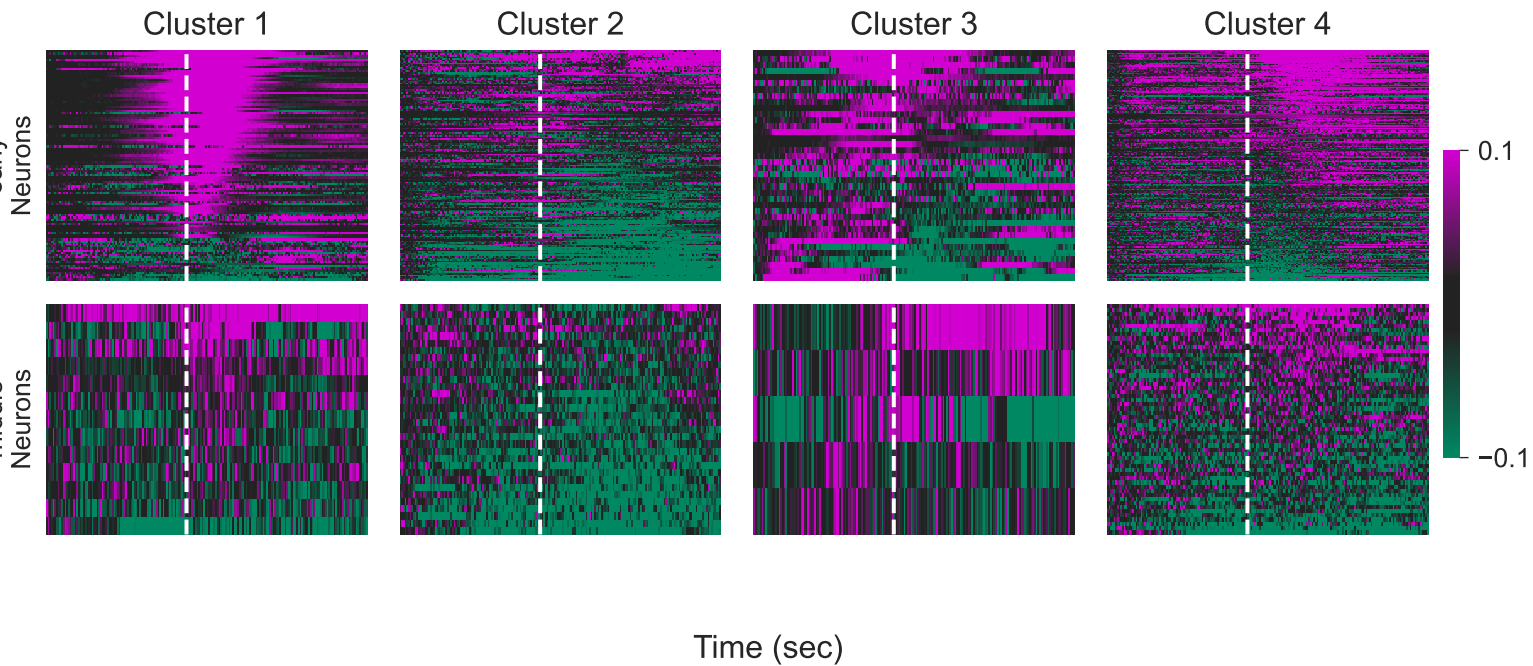 Cluster 1
Cluster 2
Cluster 3
Cluster 4
Neurons
0.1
Neurons
−0.1
Time (sec)